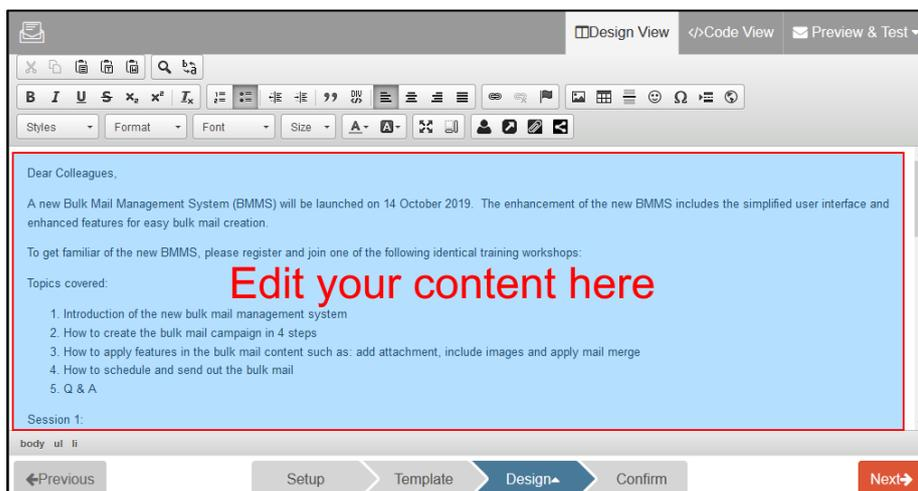 Design View </>Code View Preview & Test
B I U S x₂ x² Iₓ
Styles Format Font Size A A
Dear Colleagues,
A new Bulk Mail Management System (BMMS) will be launched on 14 October 2019. The enhancement of the new BMMS includes the simplified user interface and
enhanced features for easy bulk mail creation.
To get familiar of the new BMMS, please register and join one of the following identical training workshops:
Topics covered:
Edit your content here
1. Introduction of the new bulk mail management system
2. How to create the bulk mail campaign in 4 steps
3. How to apply features in the bulk mail content such as: add attachment, include images and apply mail merge
4. How to schedule and send out the bulk mail
5. Q & A
Session 1:
body ul li
Previous Setup Template Design Confirm Next